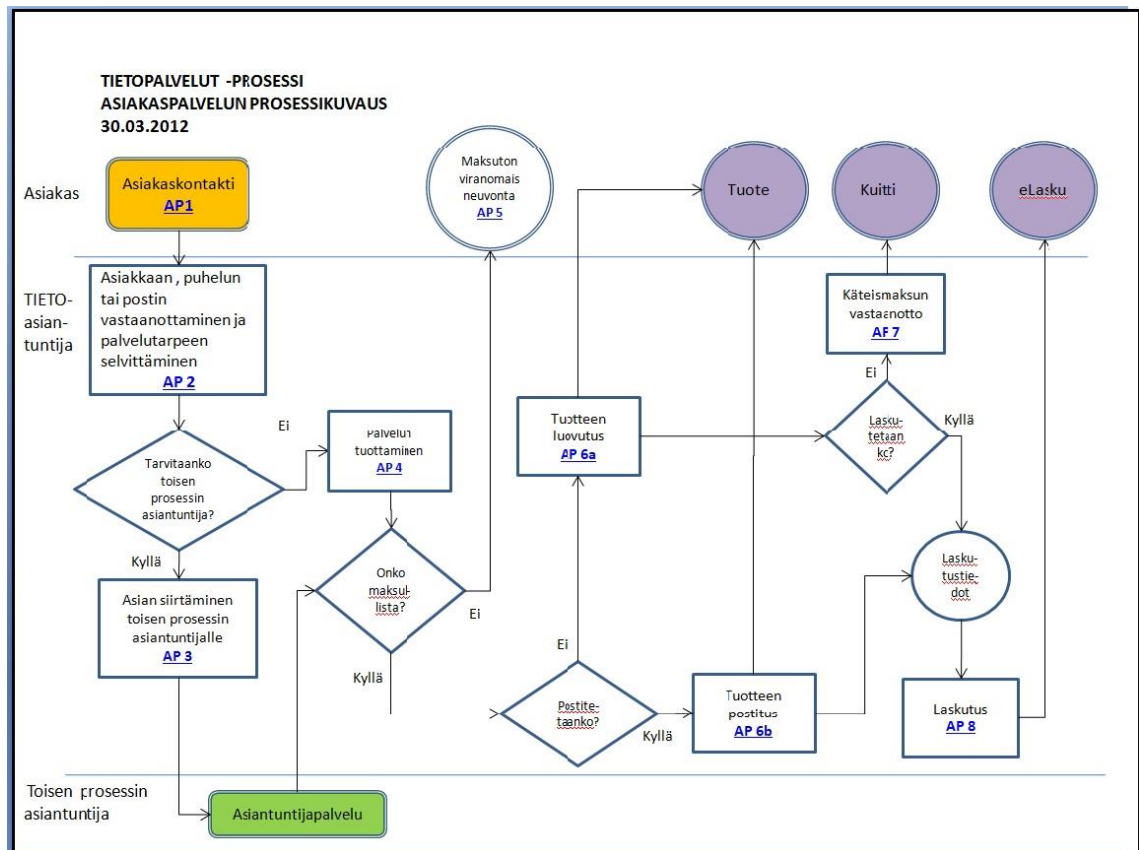 TIETOPALVELUT -PROSESSI
ASIAKASPALVELUN PROSESSIKUVAUS
30.03.2012
Asiakas
Asiakaskontakti
AP1
Maksuton
viranomais
neuvonta
AP 5
Tuote
Kuitti
eLasku
TIETO-
asian-
tuntija
Asiakkaan , puhelun
tai postin
vastaanottaminen ja
palvelutarpeen
selvittäminen
AP 2
Käteismaksun
vastaanotto
AP 7
Ei
Kyllä
Ei
Palvelun
tuottaminen
AP 4
Tuotteen
luovutus
AP 6a
Lasku-
tetaan
ko?
Tarvitaanko
toisen
prosessin
asiantuntija?
Kyllä
Onko
maksul-
lista?
Ei
Lasku-
tustie-
dot
Asian siirtäminen
toisen prosessin
asiantuntijalle
AP 3
Kyllä
Ei
Postite-
taanko?
Kyllä
Tuotteen
postitus
AP 6b
Laskutus
AP 8
Toisen prosessin
asiantuntija
Asiantuntijapalvelu